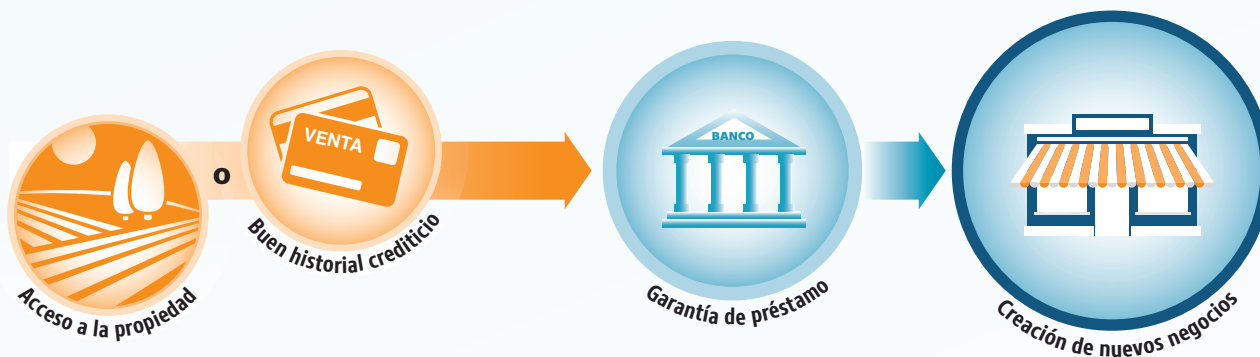 Acceso a la propiedad
o
VENTA
Buen historial crediticio
BANCO
Garantía de préstamo
Creación de nuevos negocios